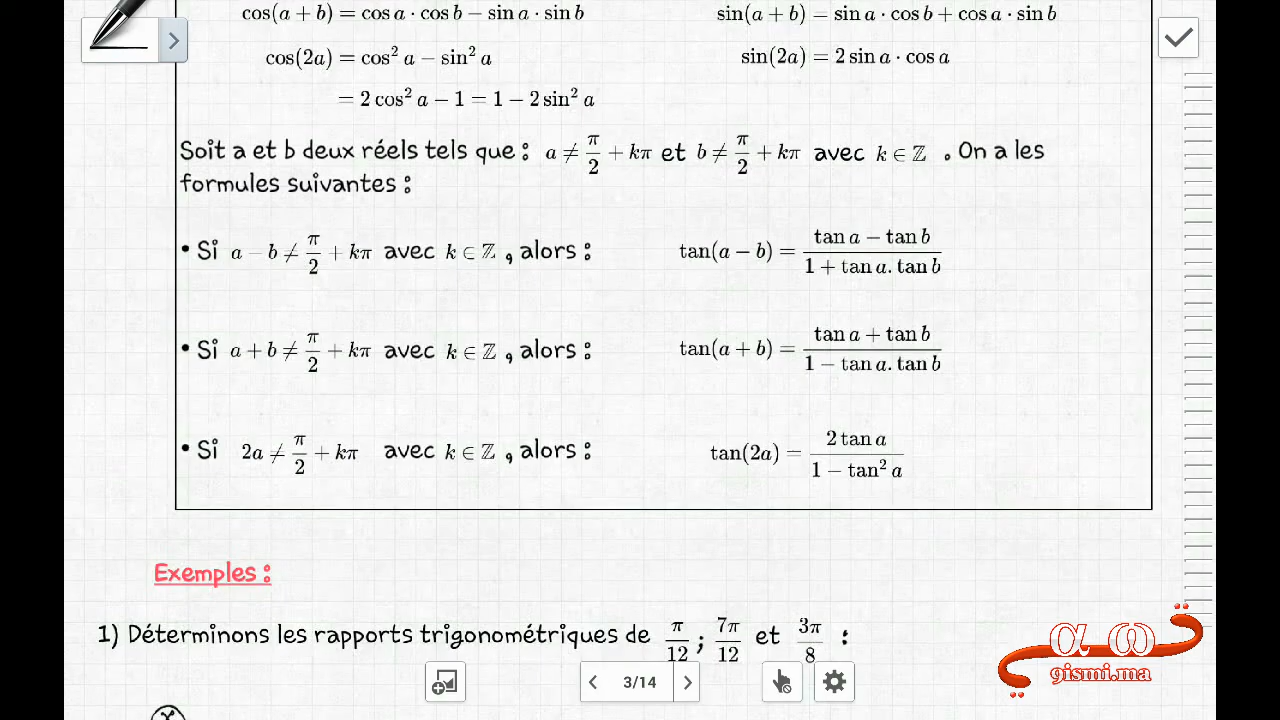 cos(a + b) = cos a · cos b − sin a · sin b    sin(a + b) = sin a · cos b + cos a · sin b
cos(2a) = cos² a − sin² a    sin(2a) = 2 sin a · cos a
= 2 cos² a − 1 = 1 − 2 sin² a
Soit a et b deux réels tels que : a ≠ π/2 + kπ et b ≠ π/2 + kπ avec k ∈ ℤ . On a les
formules suivantes :
• Si a − b ≠ π/2 + kπ avec k ∈ ℤ , alors : tan(a − b) = (tan a − tan b)/(1 + tan a. tan b)
• Si a + b ≠ π/2 + kπ avec k ∈ ℤ , alors : tan(a + b) = (tan a + tan b)/(1 − tan a. tan b)
• Si 2a ≠ π/2 + kπ avec k ∈ ℤ , alors : tan(2a) = (2 tan a)/(1 − tan² a)
Exemples :
1) Déterminons les rapports trigonométriques de π/12 ; 7π/12 et 3π/8 :
α ω
gismi.ma
3/14